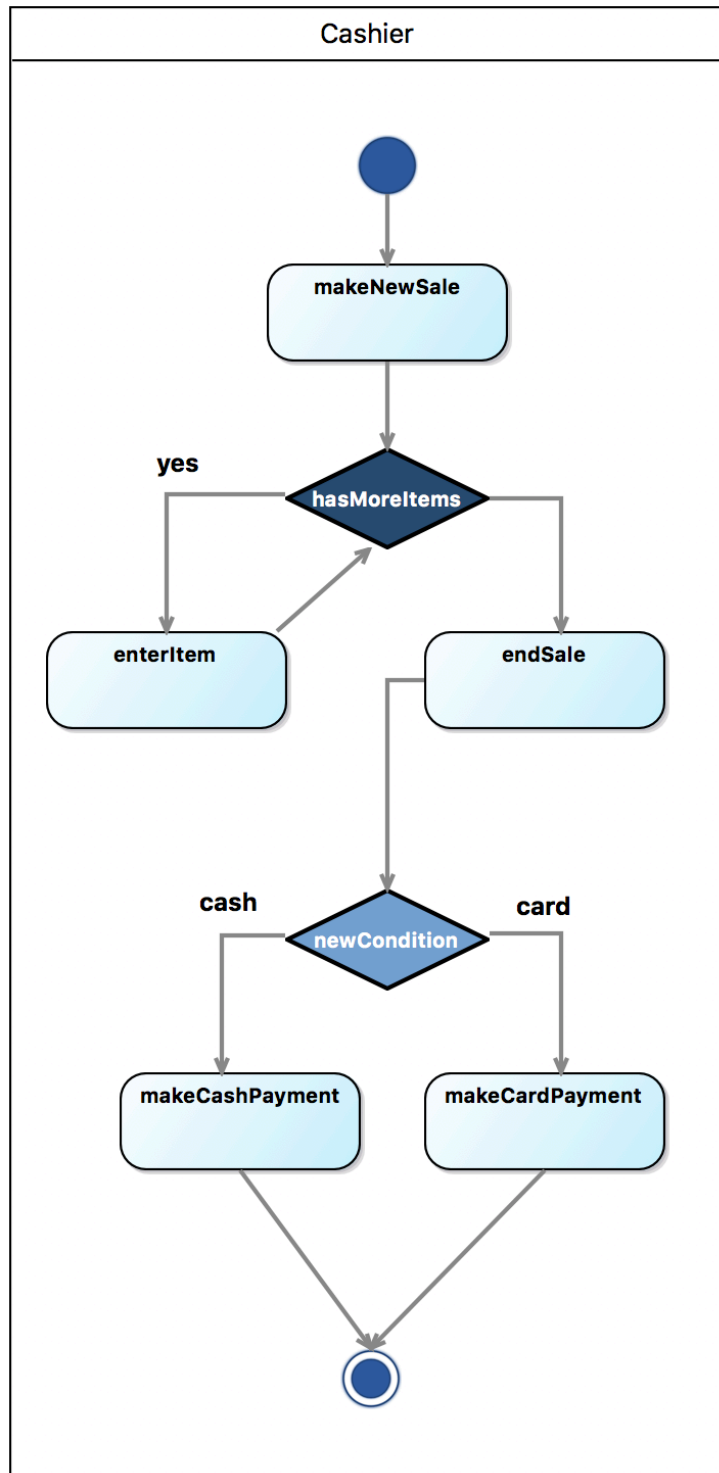 Cashier
makeNewSale
yes
hasMoreItems
enterItem
endSale
cash
card
newCondition
makeCashPayment
makeCardPayment